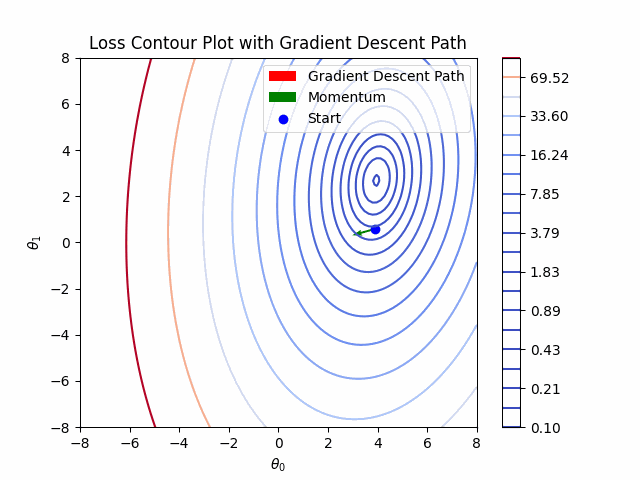 Loss Contour Plot with Gradient Descent Path
Gradient Descent Path
Momentum
Start
8
6
4
2
0
−2
−4
−6
−8
θ1
−8 −6 −4 −2 0 2 4 6 8
θ0
69.52
33.60
16.24
7.85
3.79
1.83
0.89
0.43
0.21
0.10